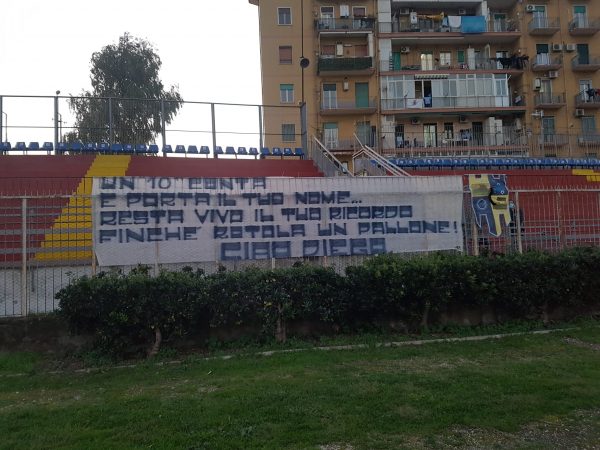 UN 10 CONTA
E PORTA IL TUO NOME...
RESTA VIVO IL TUO RICORDO
FINCHE' ROTOLA UN PALLONE!
CIAO DIEGO